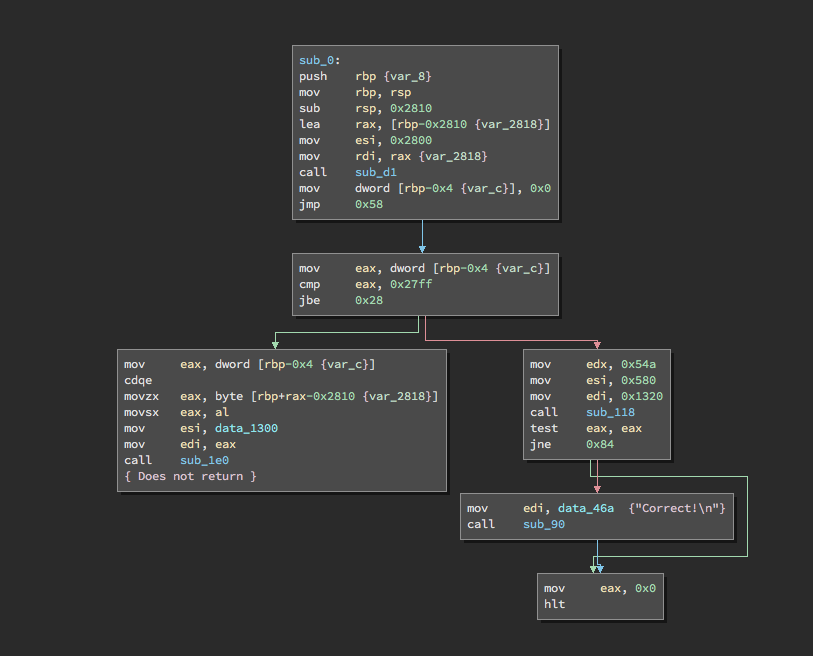 sub_0:
push rbp {var_8}
mov rbp, rsp
sub rsp, 0x2810
lea rax, [rbp-0x2810 {var_2818}]
mov esi, 0x2800
mov rdi, rax {var_2818}
call sub_d1
mov dword [rbp-0x4 {var_c}], 0x0
jmp 0x58
mov eax, dword [rbp-0x4 {var_c}]
cmp eax, 0x27ff
jbe 0x28
mov eax, dword [rbp-0x4 {var_c}]
cdqe
movzx eax, byte [rbp+rax-0x2810 {var_2818}]
movsx eax, al
mov esi, data_1300
mov edi, eax
call sub_1e0
{ Does not return }
mov edx, 0x54a
mov esi, 0x580
mov edi, 0x1320
call sub_118
test eax, eax
jne 0x84
mov edi, data_46a {"Correct!\n"}
call sub_90
mov eax, 0x0
hlt